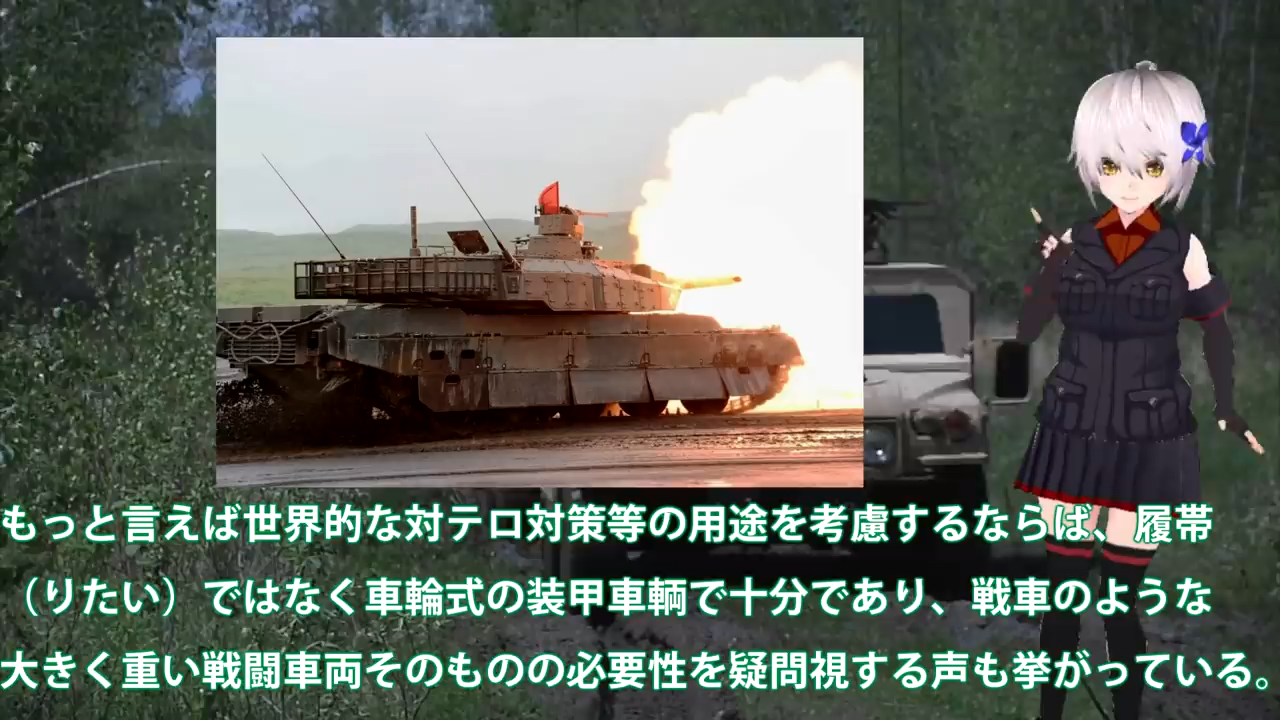 もっと言えば世界的な対テロ対策等の用途を考慮するならば、履帯
（りたい）ではなく車輪式の装甲車輌で十分であり、戦車のような
大きく重い戦闘車両そのものの必要性を疑問視する声も挙がっている。